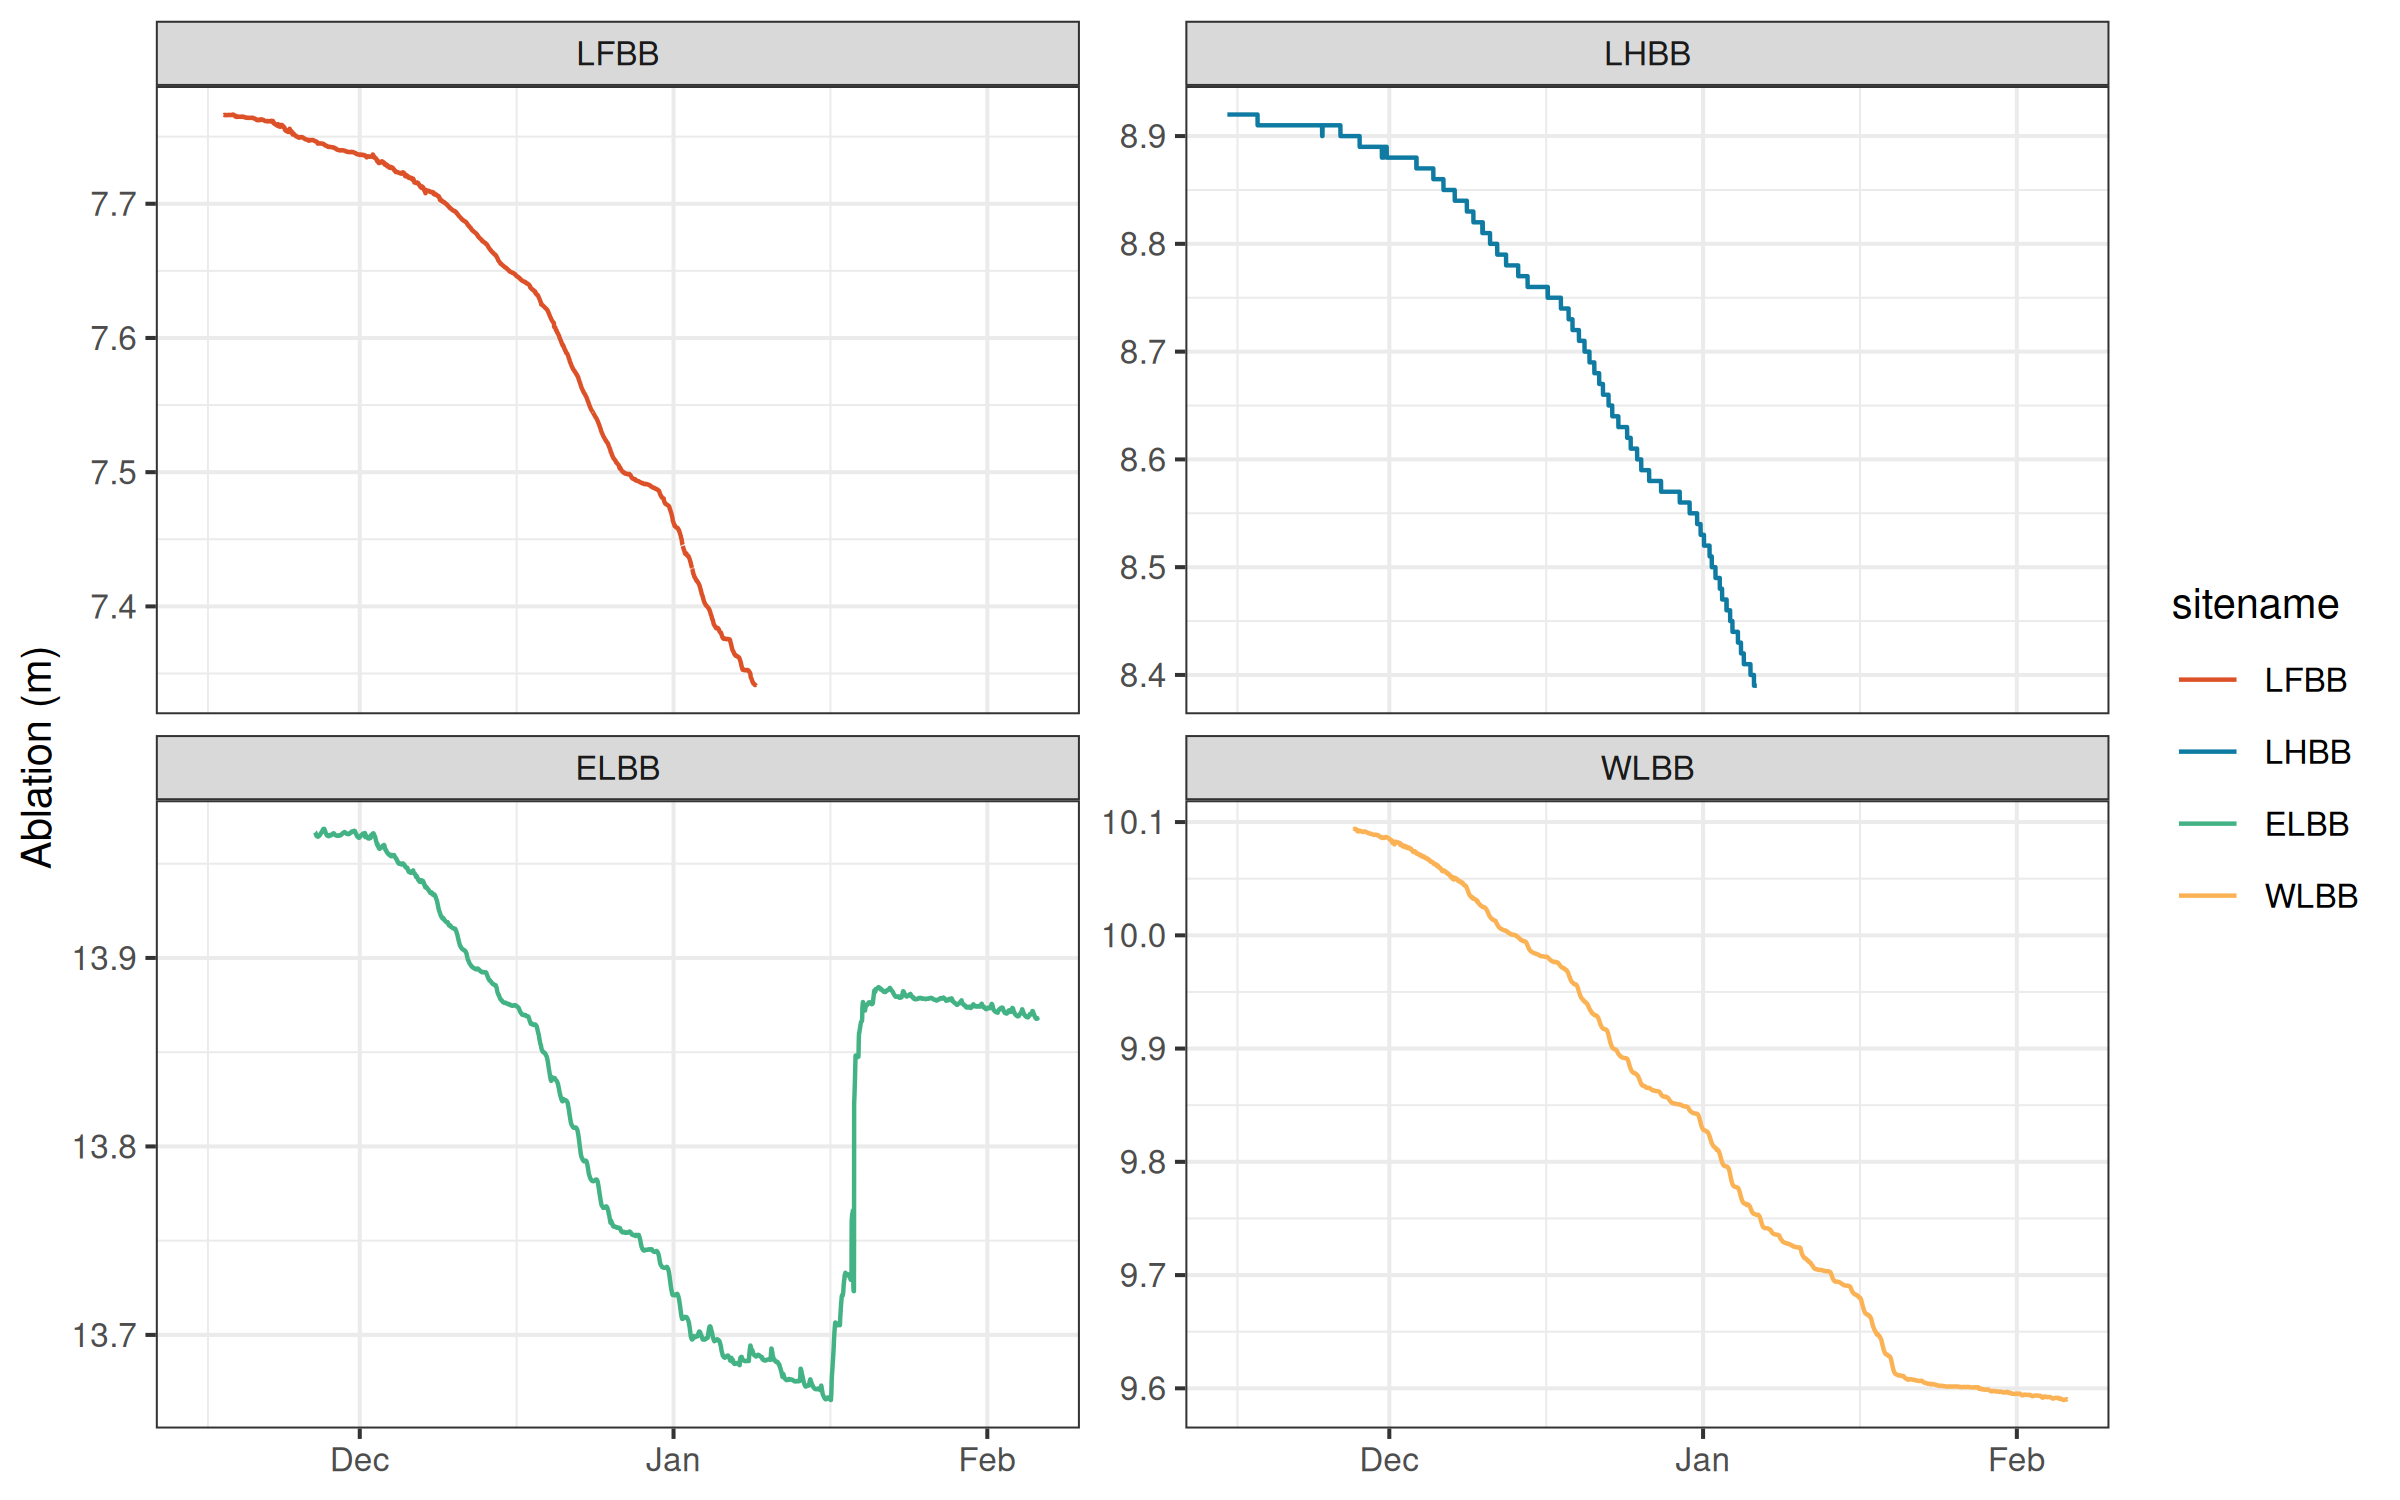 LFBB
LHBB
7.7
7.6
7.5
7.4
8.9
8.8
8.7
8.6
8.5
8.4
Ablation (m)
ELBB
WLBB
13.9
13.8
13.7
10.1
10.0
9.9
9.8
9.7
9.6
Dec Jan Feb
Dec Jan Feb
sitename
LFBB
LHBB
ELBB
WLBB